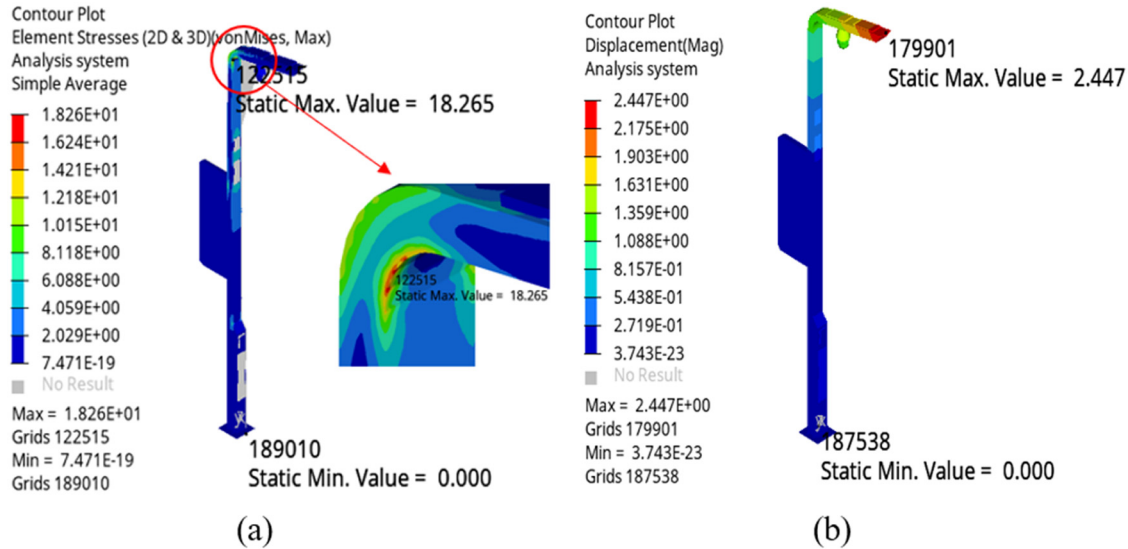 Contour Plot
Element Stresses (2D & 3D)(vonMises, Max)
Analysis system
Simple Average
1.826E+01
1.624E+01
1.421E+01
1.218E+01
1.015E+01
8.118E+00
6.088E+00
4.059E+00
2.029E+00
7.471E-19
No Result
Max = 1.826E+01
Grids 122515
Min = 7.471E-19
Grids 189010
122515
Static Max. Value = 18.265
122515
Static Max. Value = 18.265
189010
Static Min. Value = 0.000
(a)
Contour Plot
Displacement(Mag)
Analysis system
2.447E+00
2.175E+00
1.903E+00
1.631E+00
1.359E+00
1.088E+00
8.157E-01
5.438E-01
2.719E-01
3.743E-23
No Result
Max = 2.447E+00
Grids 179901
Min = 3.743E-23
Grids 187538
179901
Static Max. Value = 2.447
187538
Static Min. Value = 0.000
(b)